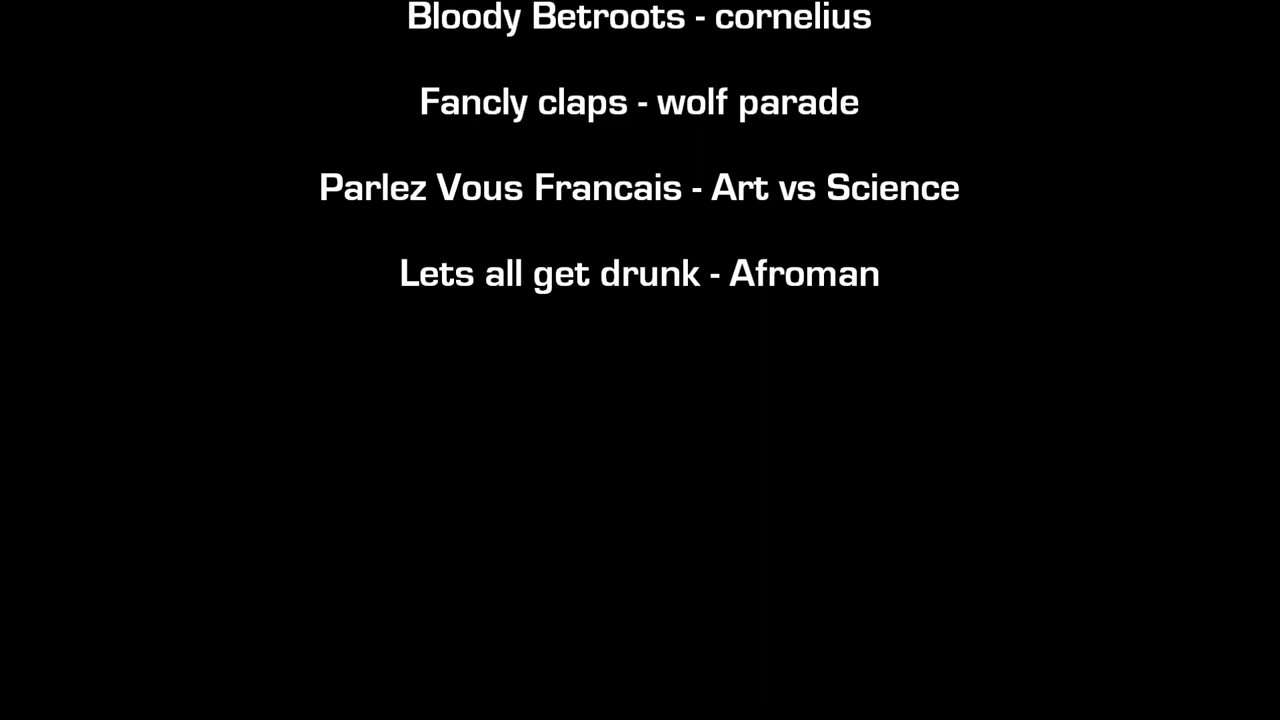 Bloody Betroots - cornelius
Fancly claps - wolf parade
Parlez Vous Francais - Art vs Science
Lets all get drunk - Afroman